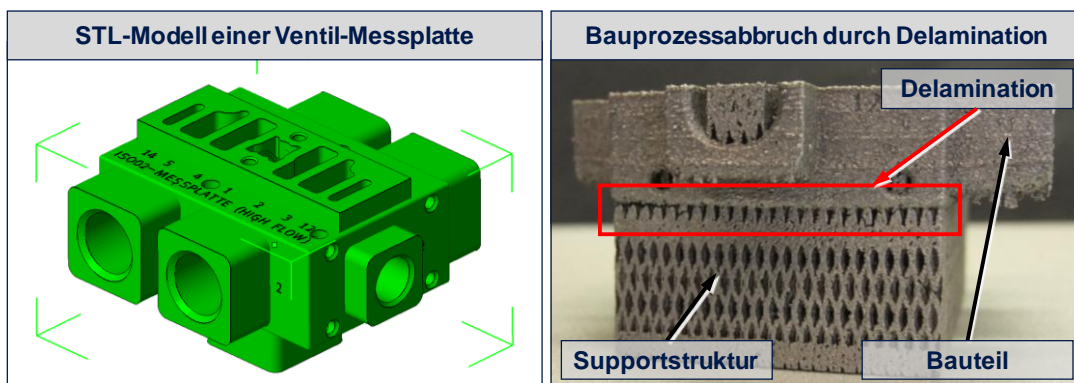 STL-Modell einer Ventil-Messplatte
14 5
4 1
2
3 12
ISO02-MESSPLATTE (HIGH FLOW)
2
Bauprozessabbruch durch Delamination
Delamination
Supportstruktur
Bauteil